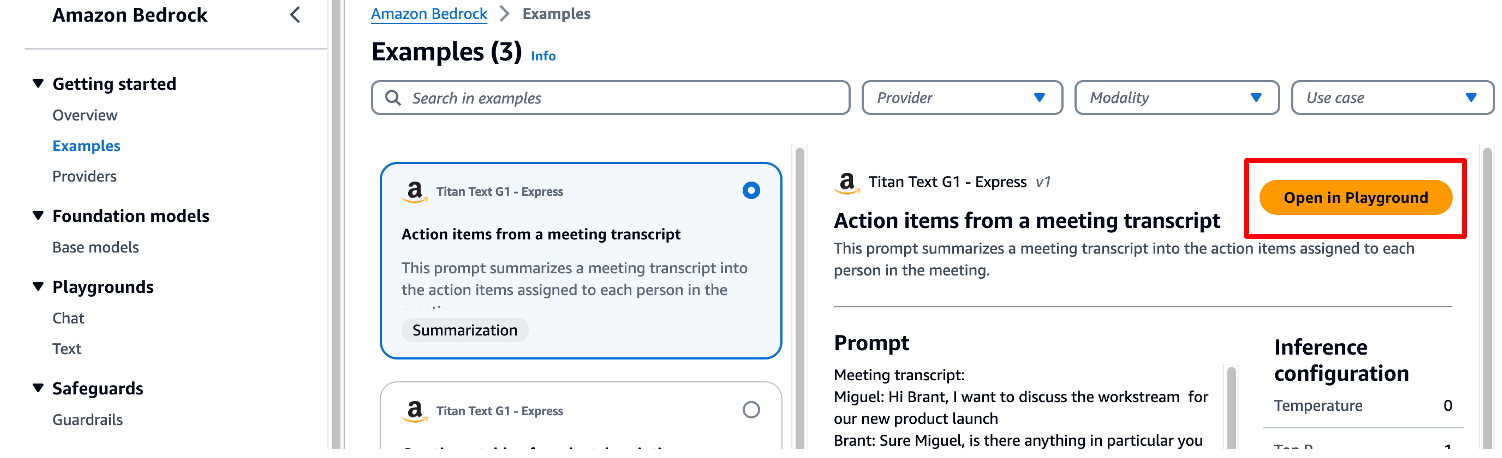 Amazon Bedrock
Getting started
Overview
Examples
Providers
Foundation models
Base models
Playgrounds
Chat
Text
Safeguards
Guardrails
Amazon Bedrock > Examples
Examples (3) Info
Search in examples
Provider
Modality
Use case
Titan Text G1 - Express
Action items from a meeting transcript
This prompt summarizes a meeting transcript into
the action items assigned to each person in the
Summarization
Titan Text G1 - Express
Titan Text G1 - Express v1
Open in Playground
Action items from a meeting transcript
This prompt summarizes a meeting transcript into the action items assigned to each
person in the meeting.
Prompt
Meeting transcript:
Miguel: Hi Brant, I want to discuss the workstream for
our new product launch
Brant: Sure Miguel, is there anything in particular you
Inference
configuration
Temperature 0